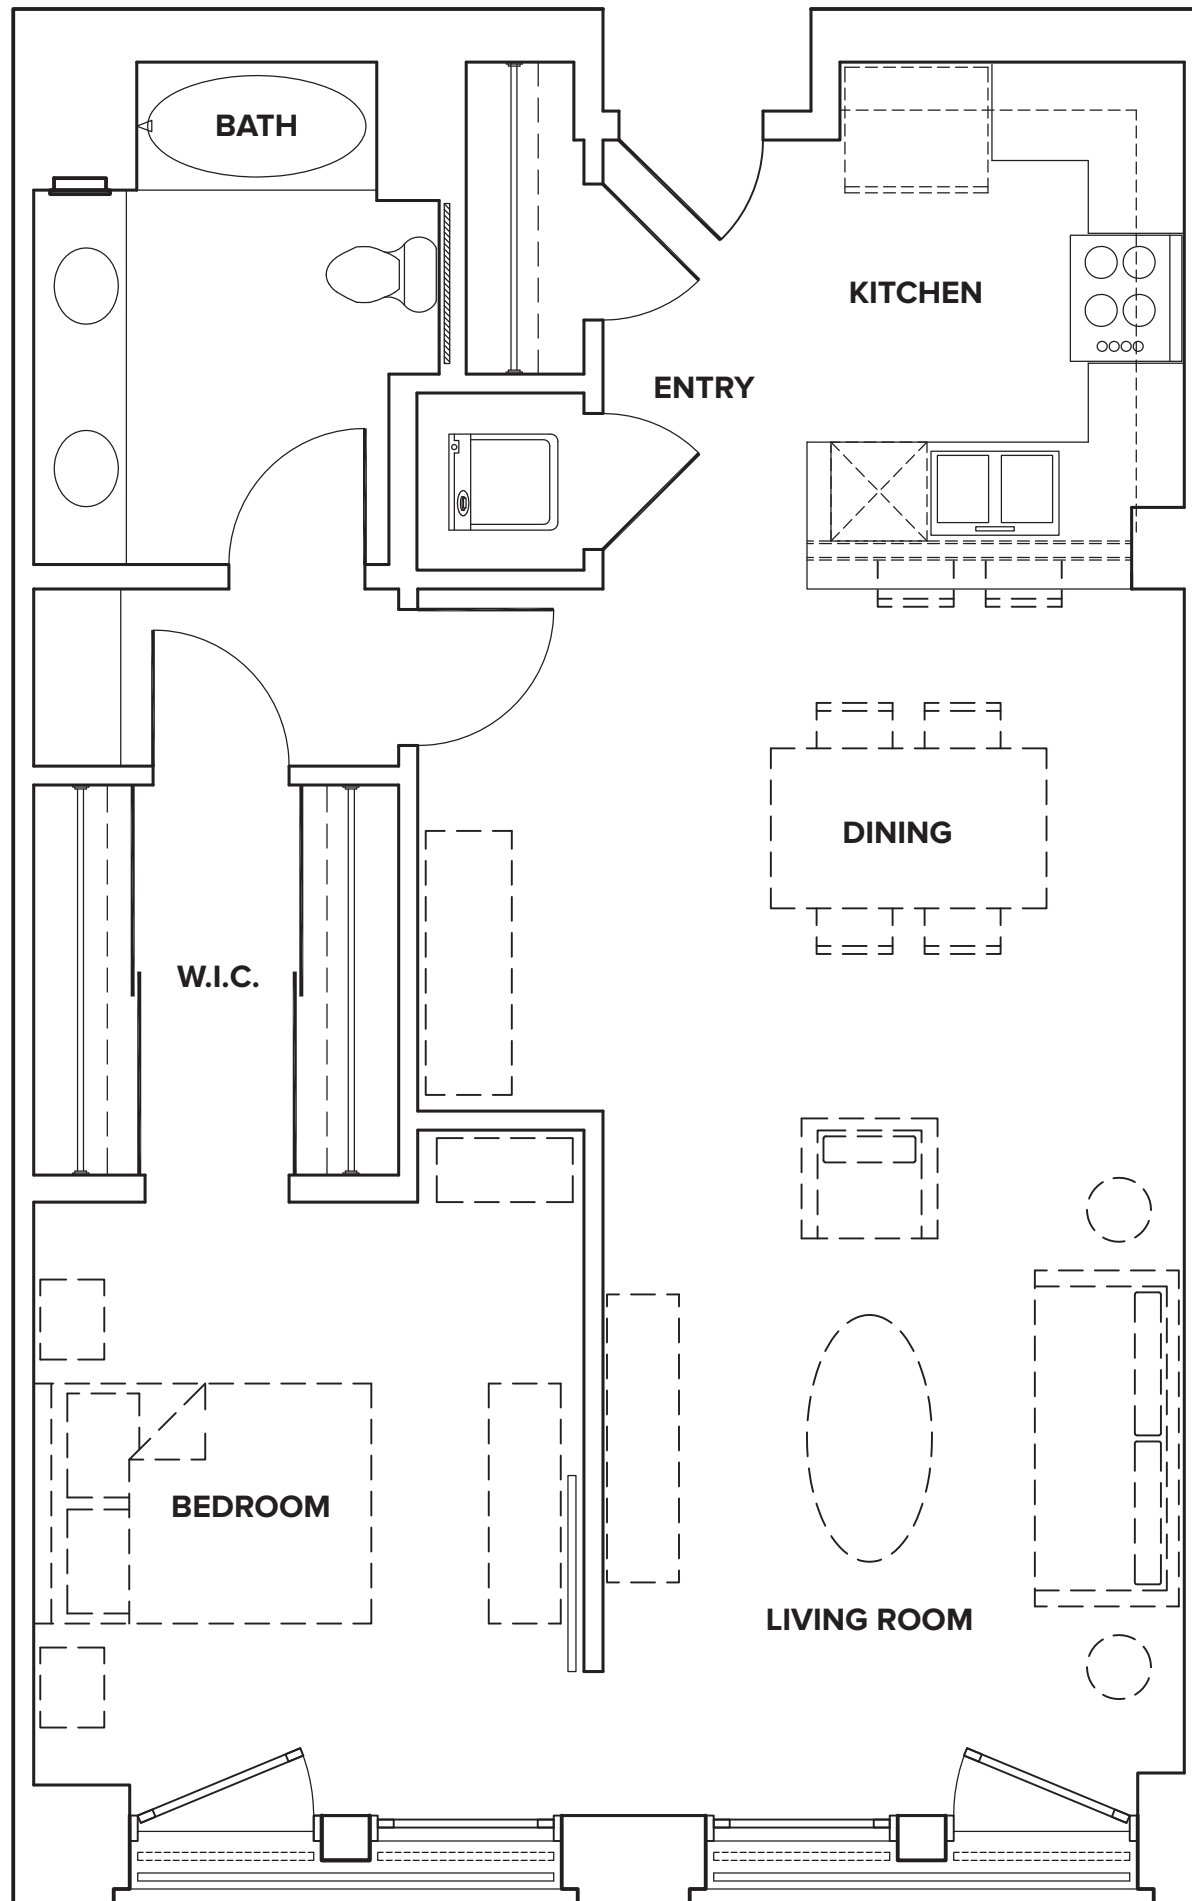 BATH
KITCHEN
ENTRY
DINING
W.I.C.
BEDROOM
LIVING ROOM